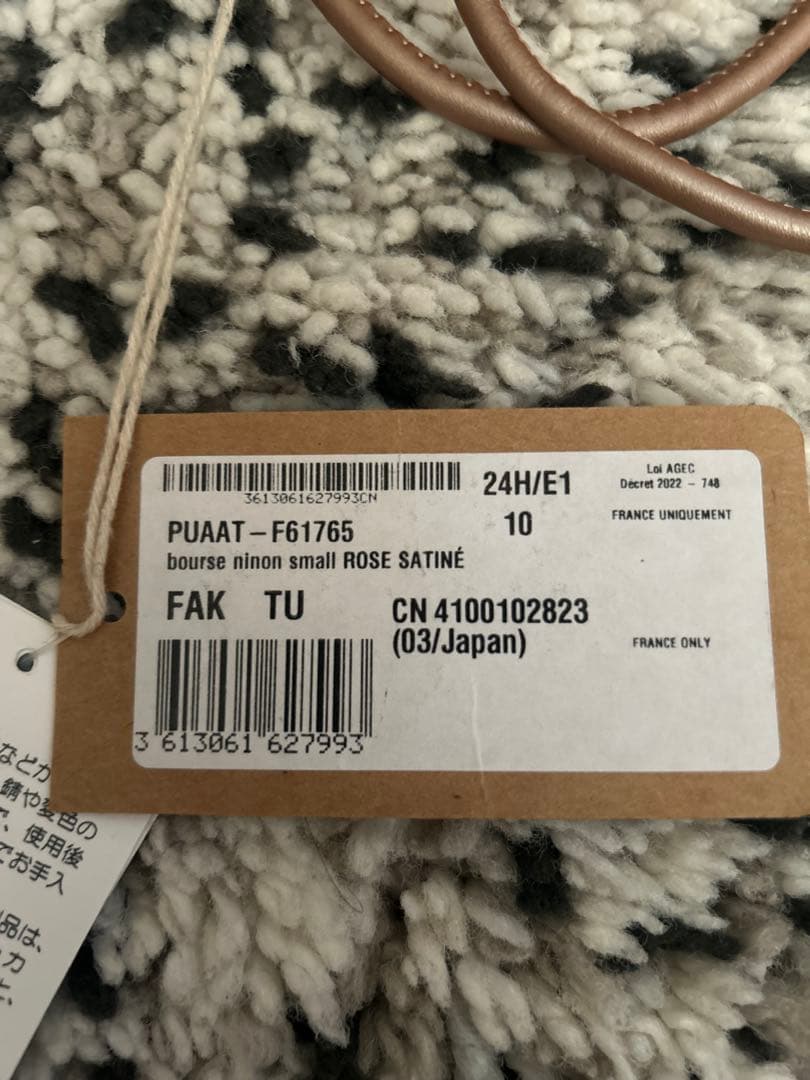 3613061627993CN
24H/E1
10
Loi AGEC
Décret 2022 - 748
FRANCE UNIQUEMENT
PUAAT-F61765
bourse ninon small ROSE SATINÉ
FAK TU
CN 4100102823
(03/Japan)
FRANCE ONLY
3 613061 627993
などか
錆や変色の
、使用後
でお手入
品は、
力